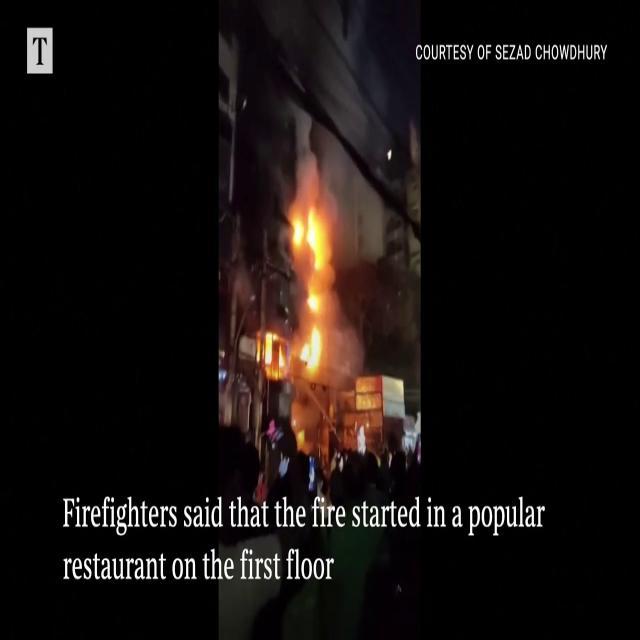 T
COURTESY OF SEZAD CHOWDHURY
Firefighters said that the fire started in a popular
restaurant on the first floor